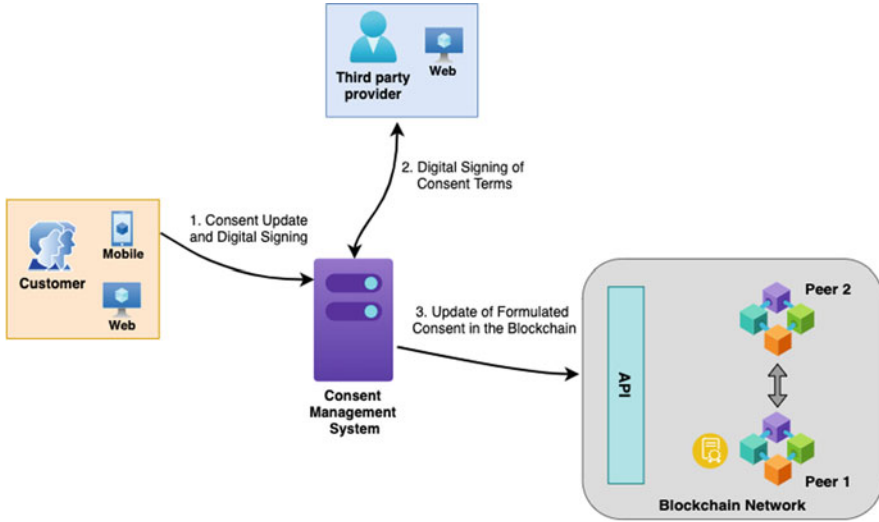 Third party
provider
Web
2. Digital Signing of
Consent Terms
1. Consent Update
and Digital Signing
Customer
Mobile
Web
Consent
Management
System
3. Update of Formulated
Consent in the Blockchain
API
Peer 2
Peer 1
Blockchain Network